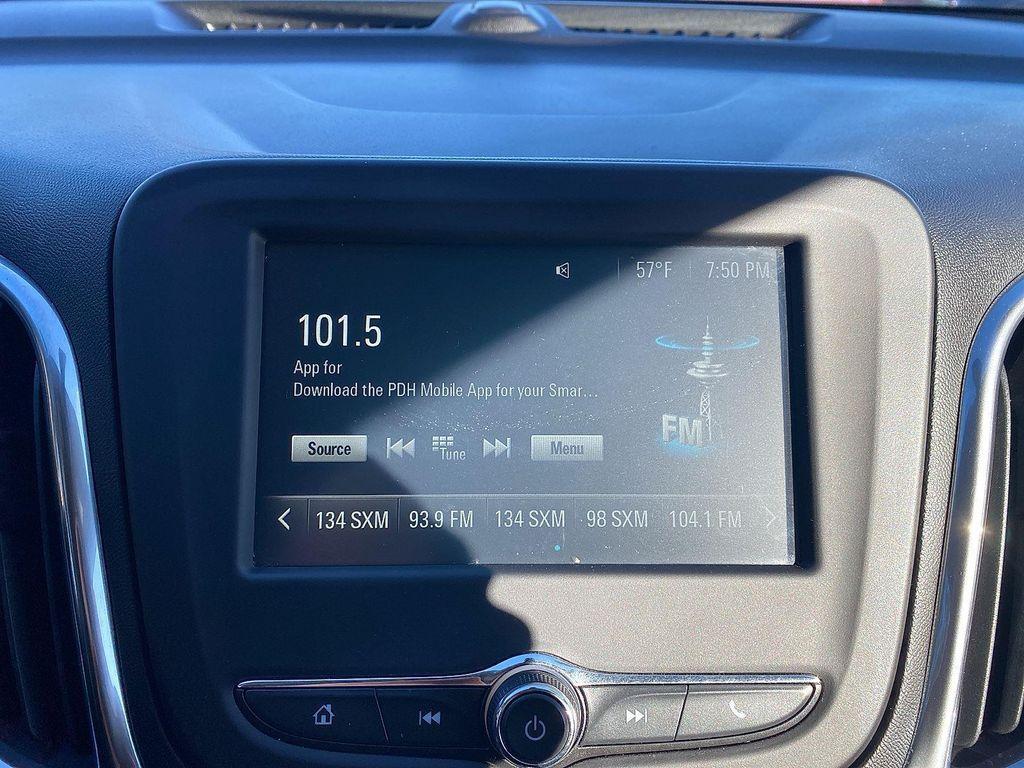 57°F 7:50 PM
101.5
App for
Download the PDH Mobile App for your Smar...
FM
Source Tune Menu
134 SXM 93.9 FM 134 SXM 98 SXM 104.1 FM